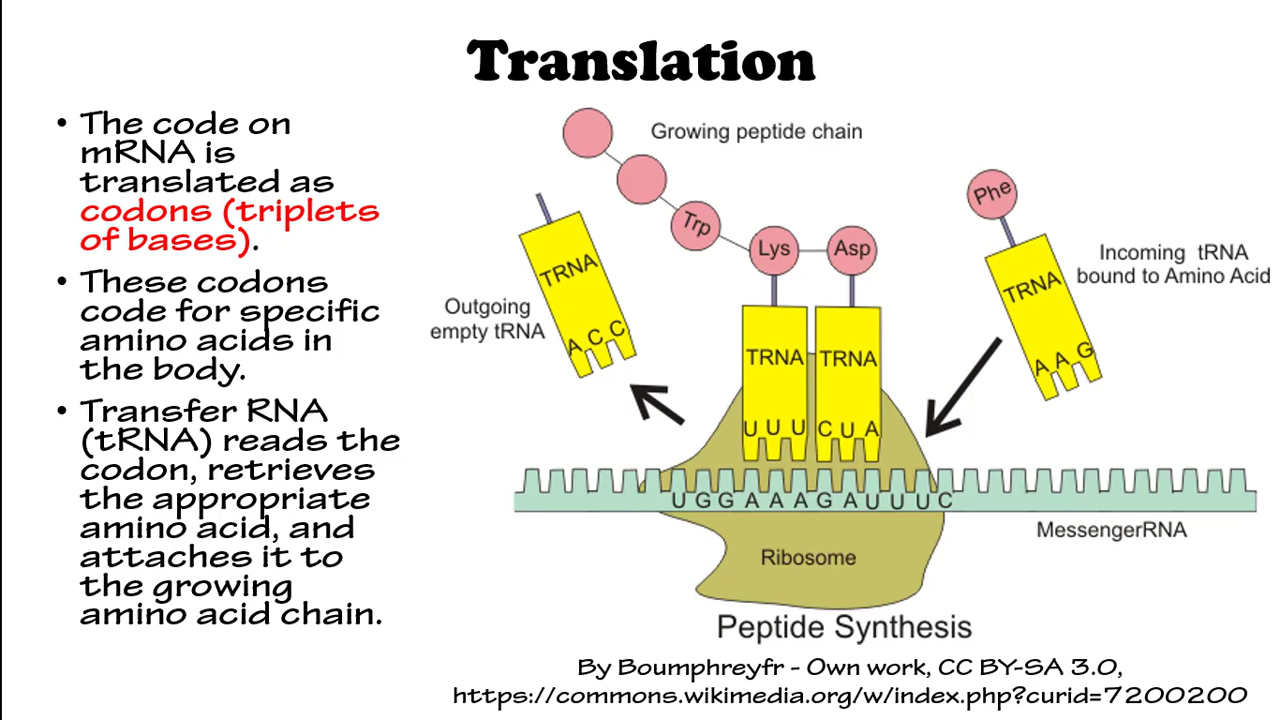 Translation
• The code on
mRNA is
translated as
codons (triplets
of bases).
• These codons
code for specific
amino acids in
the body.
• Transfer RNA
(tRNA) reads the
codon, retrieves
the appropriate
amino acid, and
attaches it to
the growing
amino acid chain.
Growing peptide chain
Trp
Lys
Asp
Phe
Incoming tRNA
bound to Amino Acid
TRNA
A A G
Outgoing
empty tRNA
TRNA
A C C
TRNA
U U U
TRNA
C U A
U G G A A A G A U U U C
MessengerRNA
Ribosome
Peptide Synthesis
By Boumphreyfr - Own work, CC BY-SA 3.0,
https://commons.wikimedia.org/w/index.php?curid=7200200